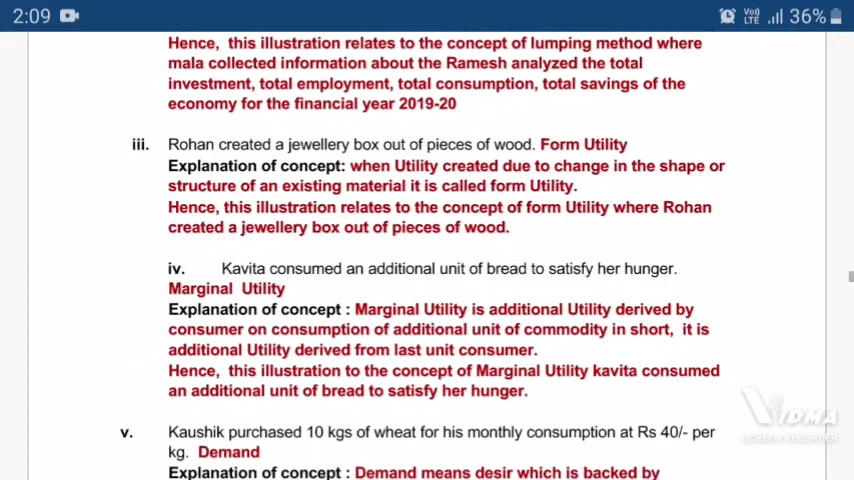 2:09
Vo)) LTE 36%
Hence, this illustration relates to the concept of lumping method where
mala collected information about the Ramesh analyzed the total
investment, total employment, total consumption, total savings of the
economy for the financial year 2019-20
iii. Rohan created a jewellery box out of pieces of wood. Form Utility
Explanation of concept: when Utility created due to change in the shape or
structure of an existing material it is called form Utility.
Hence, this illustration relates to the concept of form Utility where Rohan
created a jewellery box out of pieces of wood.
iv. Kavita consumed an additional unit of bread to satisfy her hunger.
Marginal Utility
Explanation of concept : Marginal Utility is additional Utility derived by
consumer on consumption of additional unit of commodity in short, it is
additional Utility derived from last unit consumer.
Hence, this illustration to the concept of Marginal Utility kavita consumed
an additional unit of bread to satisfy her hunger.
VIDMA
SCREEN RECORDER
v. Kaushik purchased 10 kgs of wheat for his monthly consumption at Rs 40/- per
kg. Demand
Explanation of concept : Demand means desir which is backed by